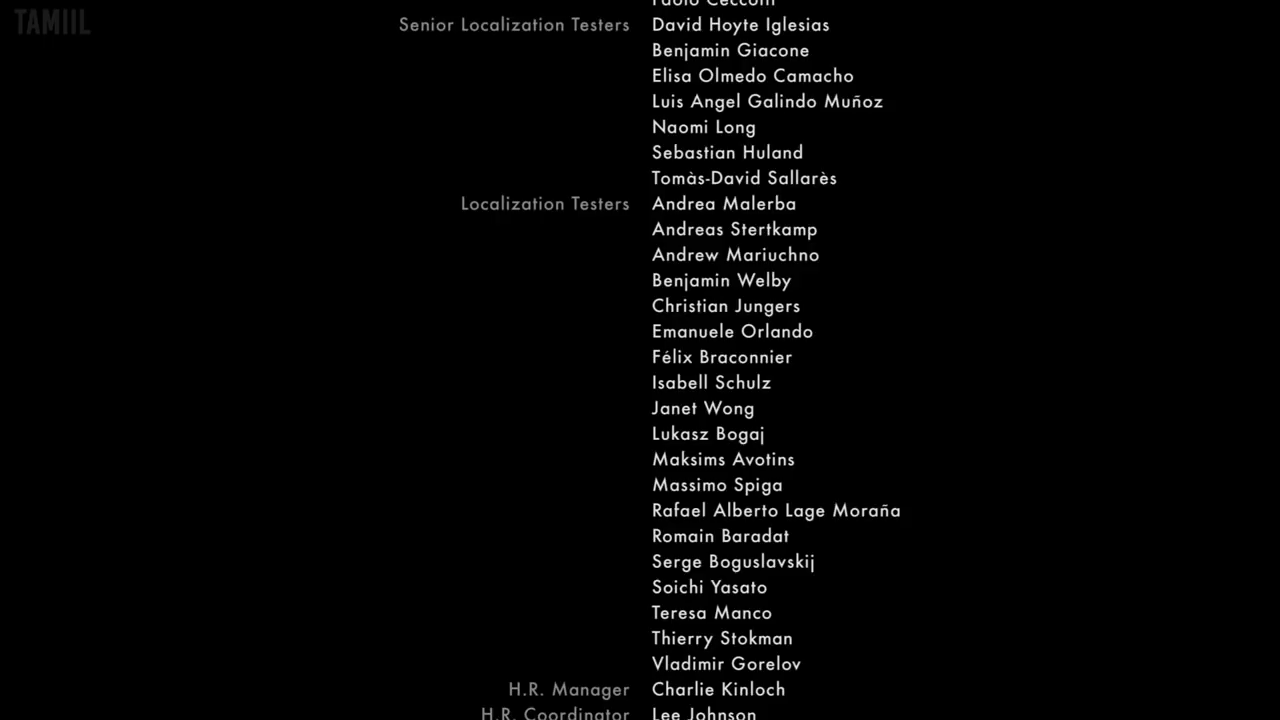 TAMIIL
Paolo Ceccotti
Senior Localization Testers David Hoyte Iglesias
Benjamin Giacone
Elisa Olmedo Camacho
Luis Angel Galindo Muñoz
Naomi Long
Sebastian Huland
Tomàs-David Sallarès
Localization Testers Andrea Malerba
Andreas Stertkamp
Andrew Mariuchno
Benjamin Welby
Christian Jungers
Emanuele Orlando
Félix Braconnier
Isabell Schulz
Janet Wong
Lukasz Bogaj
Maksims Avotins
Massimo Spiga
Rafael Alberto Lage Moraña
Romain Baradat
Serge Boguslavskij
Soichi Yasato
Teresa Manco
Thierry Stokman
Vladimir Gorelov
H.R. Manager Charlie Kinloch
H.R. Coordinator Lee Johnson